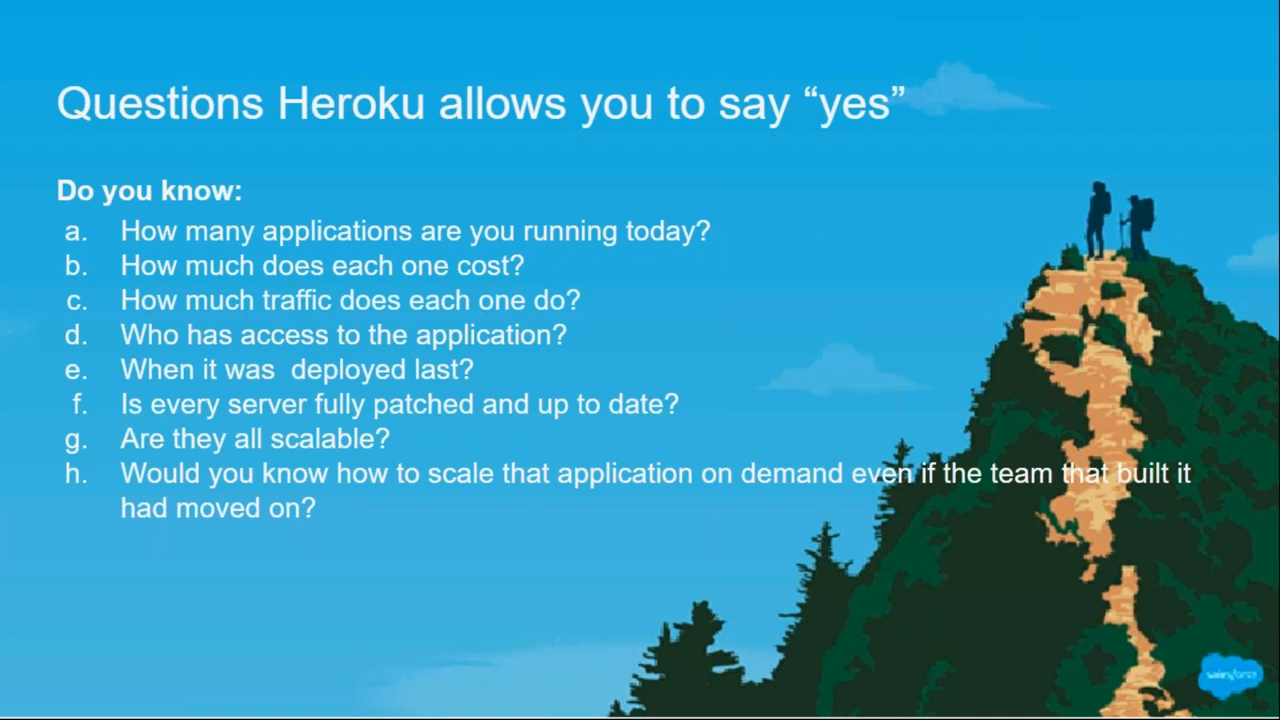 Questions Heroku allows you to say “yes”
Do you know:
a. How many applications are you running today?
b. How much does each one cost?
c. How much traffic does each one do?
d. Who has access to the application?
e. When it was  deployed last?
f. Is every server fully patched and up to date?
g. Are they all scalable?
h. Would you know how to scale that application on demand even if the team that built it
had moved on?
salesforce